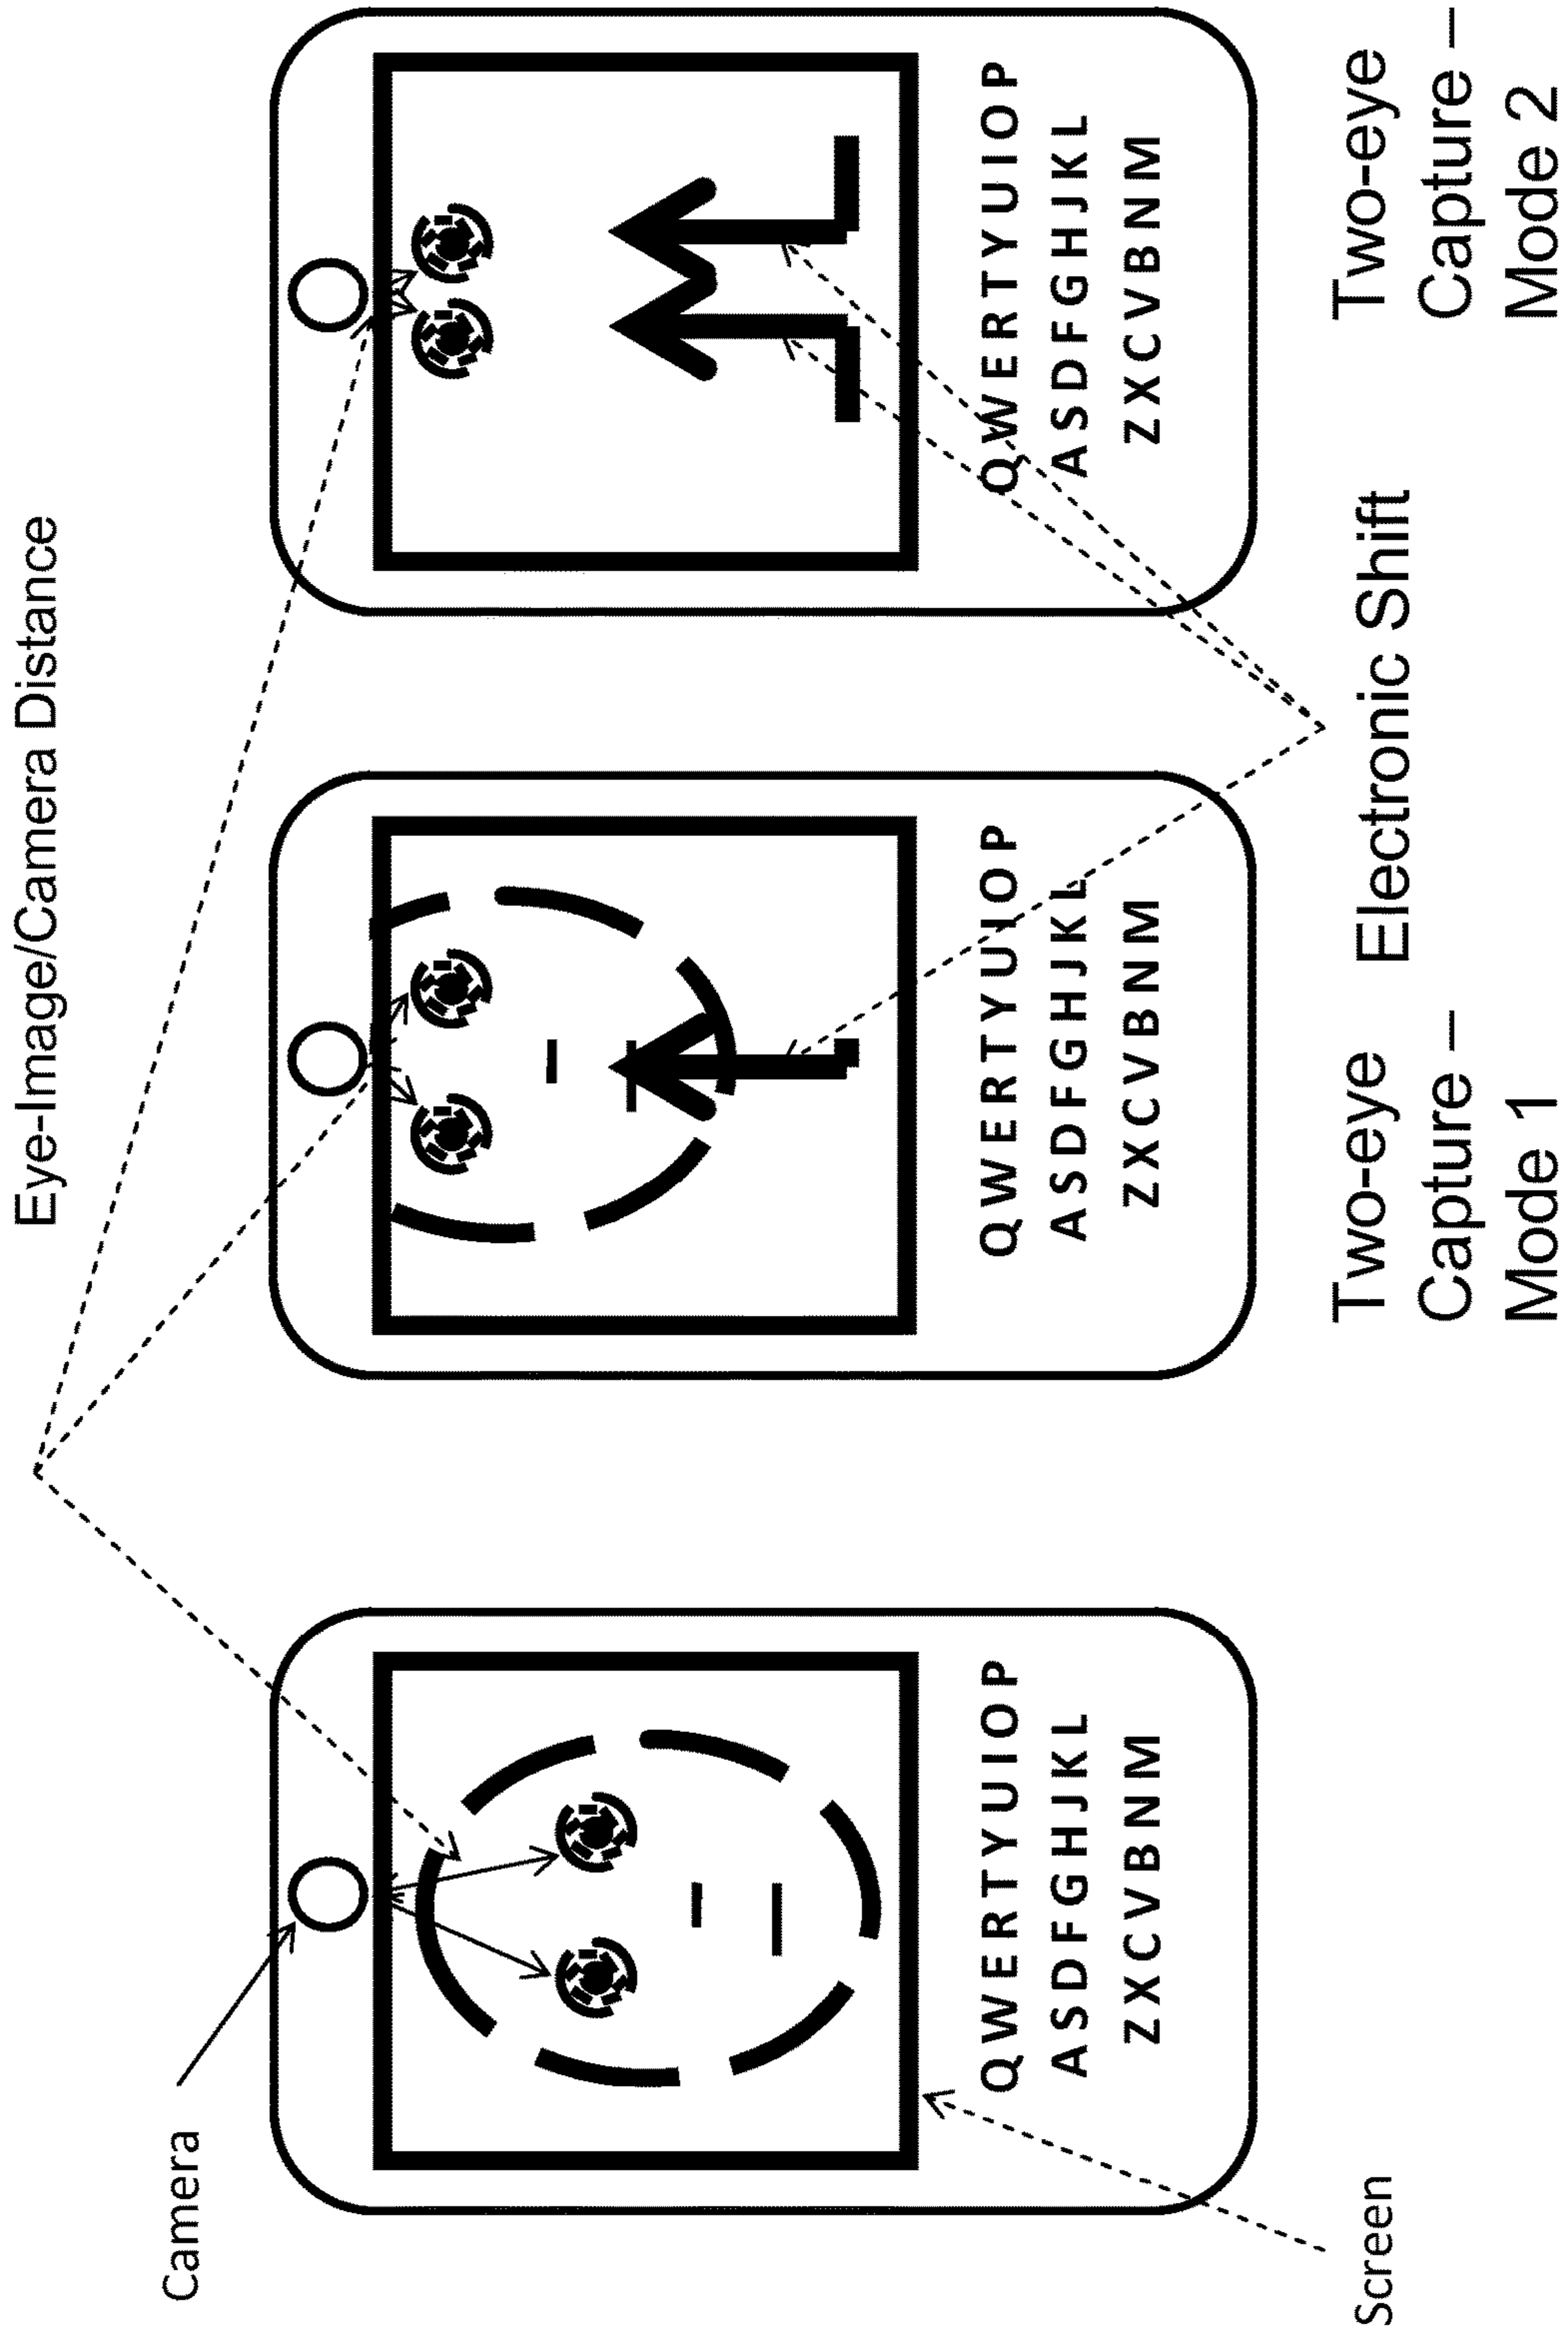 Eye-Image/Camera Distance
Camera
QWERTYUIOP
ASDFGHJKL
ZXCVBNM
QWERTYUIOP
ASDFGHJKL
ZXCVBNM
QWERTYUIOP
ASDFGHJKL
ZXCVBNM
Screen
Electronic Shift
Two-eye
Capture –
Mode 1
Two-eye
Capture –
Mode 2